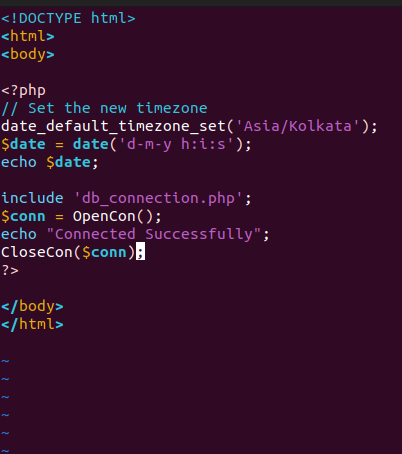 <!DOCTYPE html>
<html>
<body>
<?php
// Set the new timezone
date_default_timezone_set('Asia/Kolkata');
$date = date('d-m-y h:i:s');
echo $date;
include 'db_connection.php';
$conn = OpenCon();
echo "Connected Successfully";
CloseCon($conn);
?>
</body>
</html>
~
~
~
~
~
~